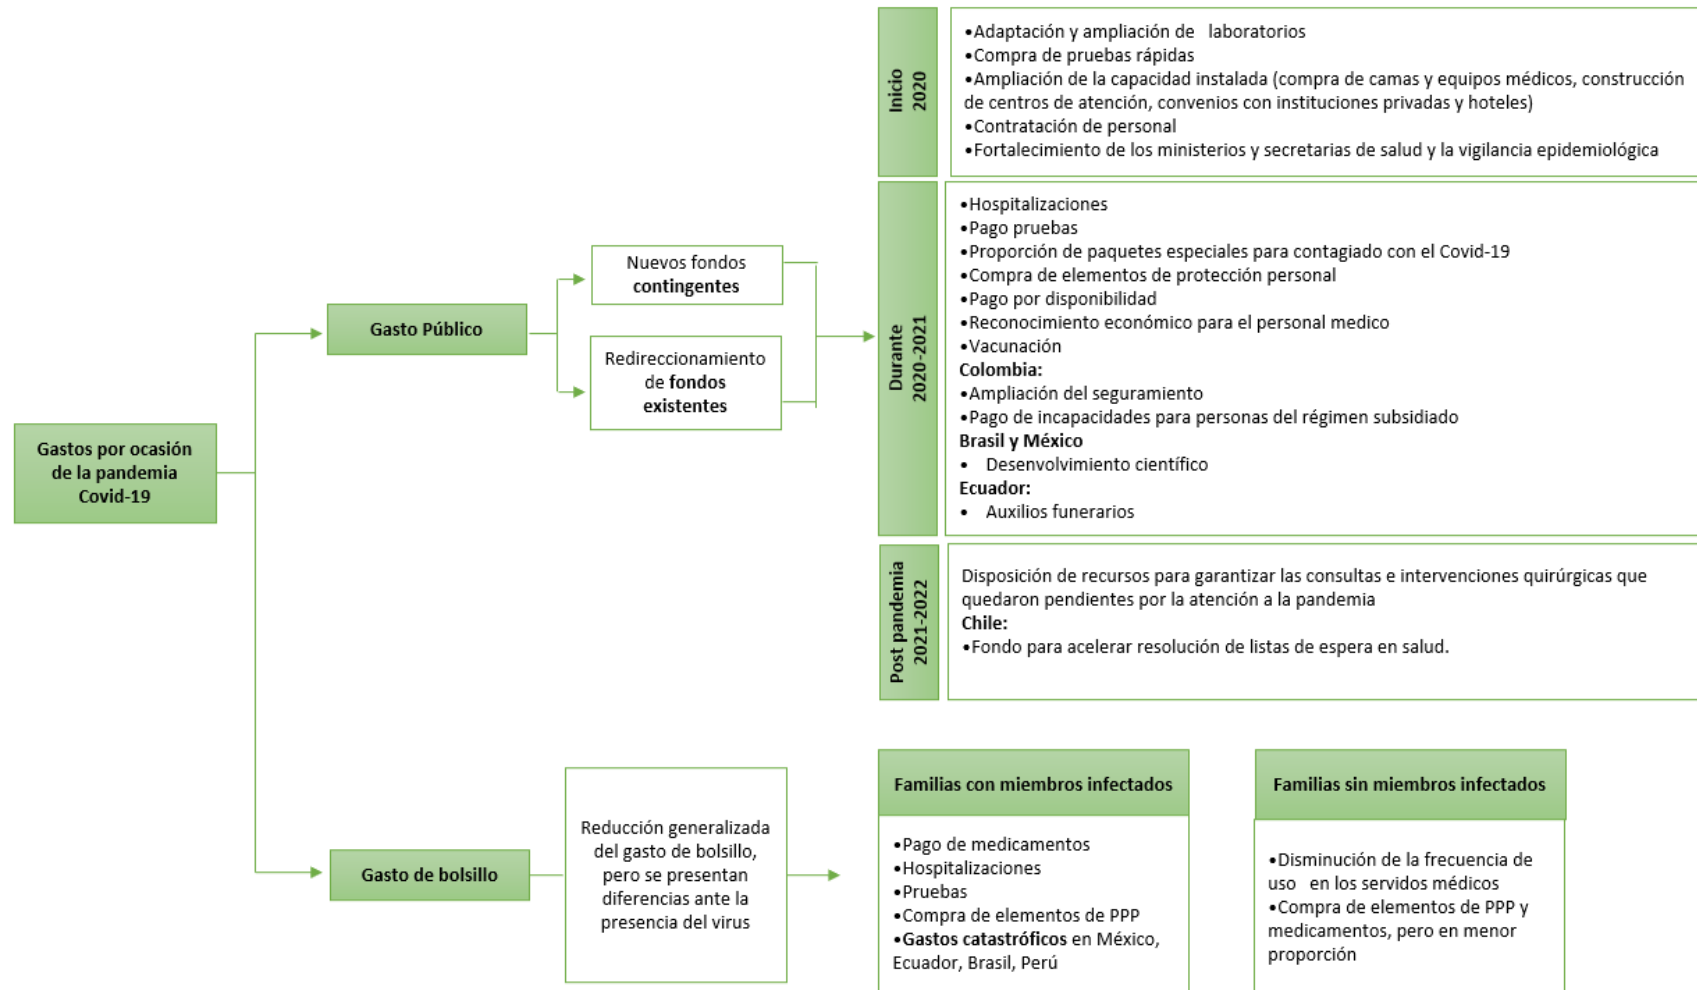 Gastos por ocasión
de la pandemia
Covid-19
Gasto Público
Nuevos fondos
contingentes
Redireccionamiento
de fondos
existentes
Inicio
2020
•Adaptación y ampliación de laboratorios
•Compra de pruebas rápidas
•Ampliación de la capacidad instalada (compra de camas y equipos médicos, construcción
de centros de atención, convenios con instituciones privadas y hoteles)
•Contratación de personal
•Fortalecimiento de los ministerios y secretarias de salud y la vigilancia epidemiológica
Durante
2020-2021
•Hospitalizaciones
•Pago pruebas
•Proporción de paquetes especiales para contagiado con el Covid-19
•Compra de elementos de protección personal
•Pago por disponibilidad
•Reconocimiento económico para el personal medico
•Vacunación
Colombia:
•Ampliación del seguramiento
•Pago de incapacidades para personas del régimen subsidiado
Brasil y México
• Desenvolvimiento científico
Ecuador:
• Auxilios funerarios
Post pandemia
2021-2022
Disposición de recursos para garantizar las consultas e intervenciones quirúrgicas que
quedaron pendientes por la atención a la pandemia
Chile:
•Fondo para acelerar resolución de listas de espera en salud.
Gasto de bolsillo
Reducción generalizada
del gasto de bolsillo,
pero se presentan
diferencias ante la
presencia del virus
Familias con miembros infectados
•Pago de medicamentos
•Hospitalizaciones
•Pruebas
•Compra de elementos de PPP
•Gastos catastróficos en México,
Ecuador, Brasil, Perú
Familias sin miembros infectados
•Disminución de la frecuencia de
uso en los servidos médicos
•Compra de elementos de PPP y
medicamentos, pero en menor
proporción